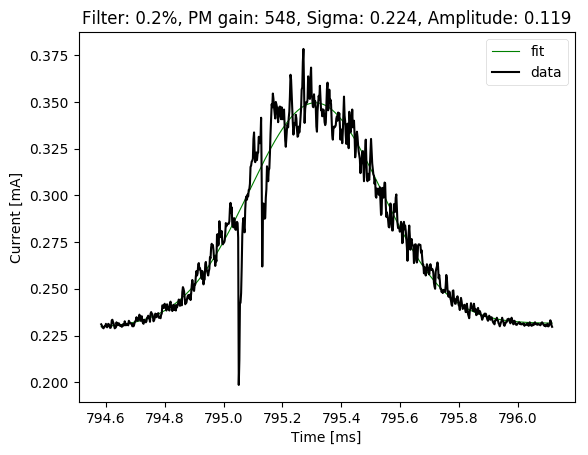 Filter: 0.2%, PM gain: 548, Sigma: 0.224, Amplitude: 0.119
fit
data
Current [mA]
0.375
0.350
0.325
0.300
0.275
0.250
0.225
0.200
794.6 794.8 795.0 795.2 795.4 795.6 795.8 796.0
Time [ms]